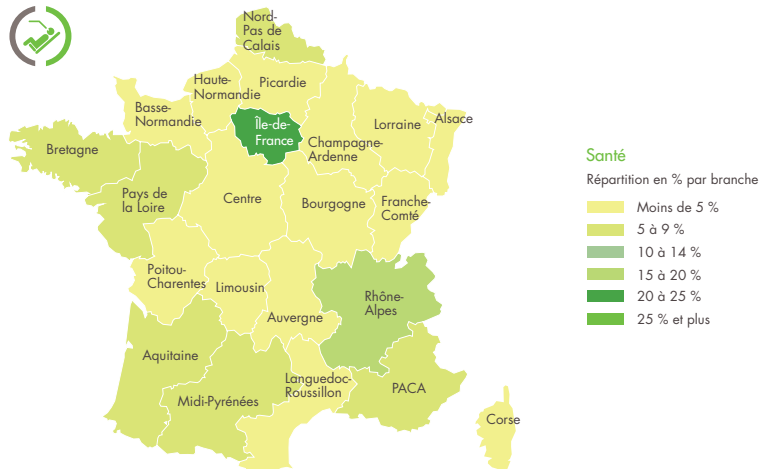 Nord-
Pas de
Calais
Haute-
Normandie
Picardie
Basse-
Normandie
Île-de-
France
Champagne-
Ardenne
Lorraine
Alsace
Bretagne
Pays de
la Loire
Centre
Bourgogne
Franche-
Comté
Poitou-
Charentes
Limousin
Auvergne
Rhône-
Alpes
Aquitaine
Midi-Pyrénées
Languedoc-
Roussillon
PACA
Corse
Santé
Répartition en % par branche
Moins de 5 %
5 à 9 %
10 à 14 %
15 à 20 %
20 à 25 %
25 % et plus